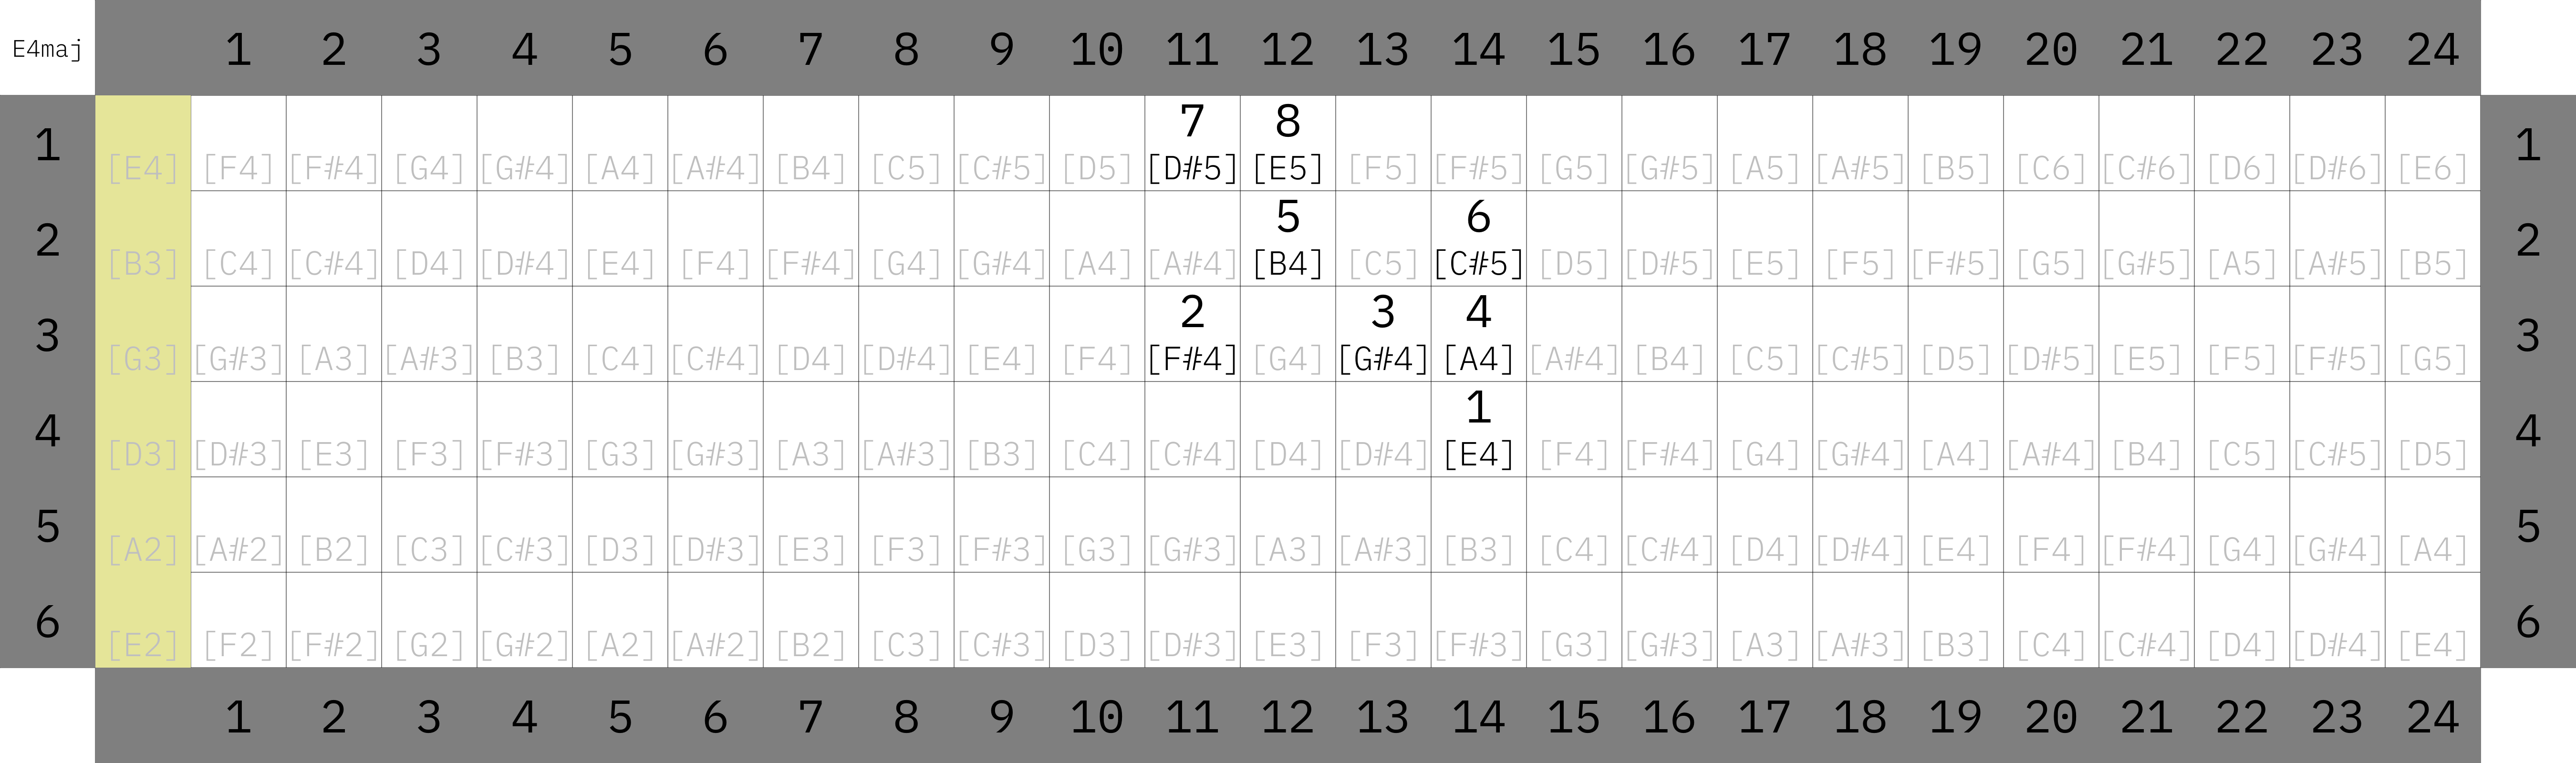 E4maj 1 2 3 4 5 6 7 8 9 10 11 12 13 14 15 16 17 18 19 20 21 22 23 24
7 8
1 [E4] [F4] [F#4] [G4] [G#4] [A4] [A#4] [B4] [C5] [C#5] [D5] [D#5] [E5] [F5] [F#5] [G5] [G#5] [A5] [A#5] [B5] [C6] [C#6] [D6] [D#6] [E6] 1
5 6
2 [B3] [C4] [C#4] [D4] [D#4] [E4] [F4] [F#4] [G4] [G#4] [A4] [A#4] [B4] [C5] [C#5] [D5] [D#5] [E5] [F5] [F#5] [G5] [G#5] [A5] [A#5] [B5] 2
2 3 4
3 [G3] [G#3] [A3] [A#3] [B3] [C4] [C#4] [D4] [D#4] [E4] [F4] [F#4] [G4] [G#4] [A4] [A#4] [B4] [C5] [C#5] [D5] [D#5] [E5] [F5] [F#5] [G5] 3
1
4 [D3] [D#3] [E3] [F3] [F#3] [G3] [G#3] [A3] [A#3] [B3] [C4] [C#4] [D4] [D#4] [E4] [F4] [F#4] [G4] [G#4] [A4] [A#4] [B4] [C5] [C#5] [D5] 4
5 [A2] [A#2] [B2] [C3] [C#3] [D3] [D#3] [E3] [F3] [F#3] [G3] [G#3] [A3] [A#3] [B3] [C4] [C#4] [D4] [D#4] [E4] [F4] [F#4] [G4] [G#4] [A4] 5
6 [E2] [F2] [F#2] [G2] [G#2] [A2] [A#2] [B2] [C3] [C#3] [D3] [D#3] [E3] [F3] [F#3] [G3] [G#3] [A3] [A#3] [B3] [C4] [C#4] [D4] [D#4] [E4] 6
1 2 3 4 5 6 7 8 9 10 11 12 13 14 15 16 17 18 19 20 21 22 23 24